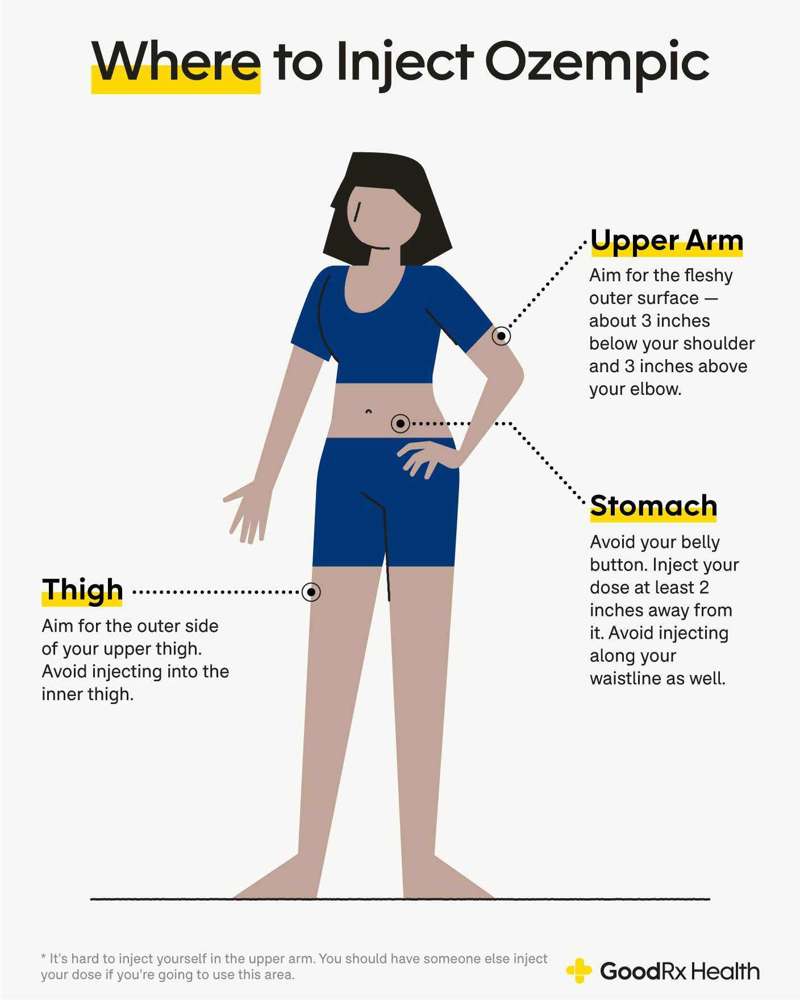 Where to Inject Ozempic
Upper Arm
Aim for the fleshy
outer surface —
about 3 inches
below your shoulder
and 3 inches above
your elbow.
Stomach
Avoid your belly
button. Inject your
dose at least 2
inches away from
it. Avoid injecting
along your
waistline as well.
Thigh
Aim for the outer side
of your upper thigh.
Avoid injecting into the
inner thigh.
* It's hard to inject yourself in the upper arm. You should have someone else inject
your dose if you're going to use this area.
GoodRx Health